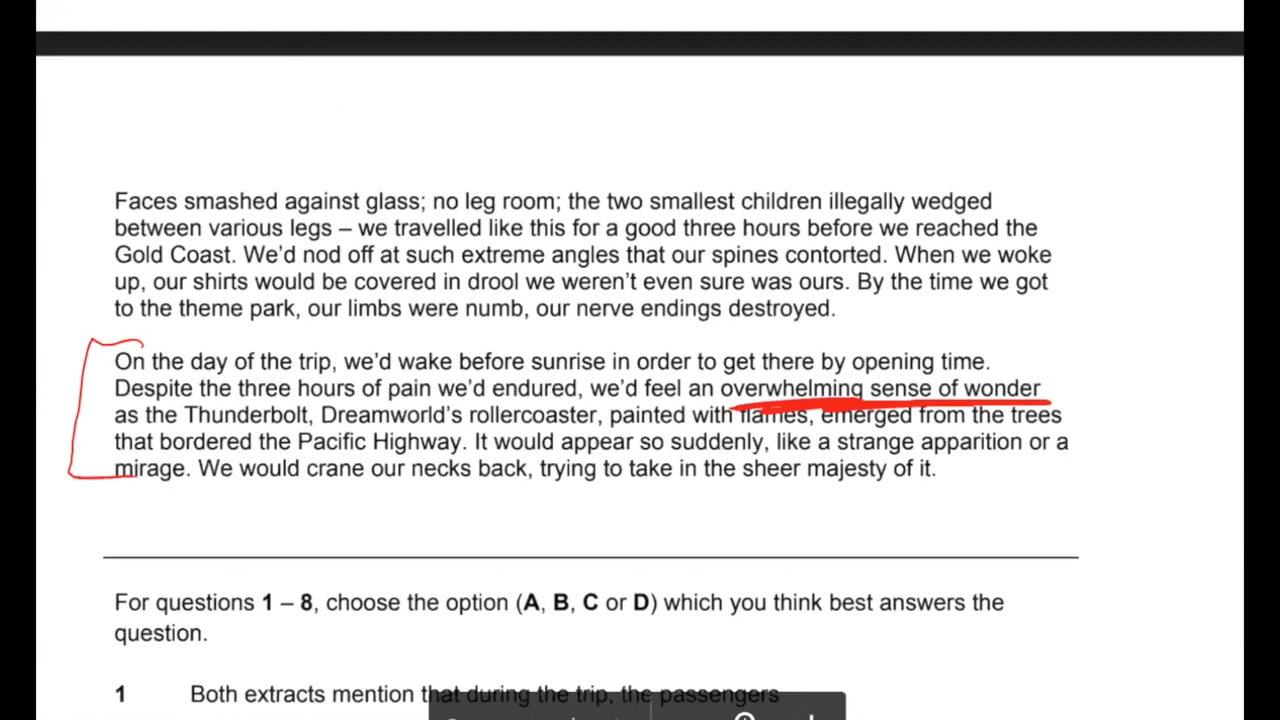 Faces smashed against glass; no leg room; the two smallest children illegally wedged
between various legs – we travelled like this for a good three hours before we reached the
Gold Coast. We'd nod off at such extreme angles that our spines contorted. When we woke
up, our shirts would be covered in drool we weren't even sure was ours. By the time we got
to the theme park, our limbs were numb, our nerve endings destroyed.
On the day of the trip, we'd wake before sunrise in order to get there by opening time.
Despite the three hours of pain we'd endured, we'd feel an overwhelming sense of wonder
as the Thunderbolt, Dreamworld's rollercoaster, painted with flames, emerged from the trees
that bordered the Pacific Highway. It would appear so suddenly, like a strange apparition or a
mirage. We would crane our necks back, trying to take in the sheer majesty of it.
For questions 1 – 8, choose the option (A, B, C or D) which you think best answers the
question.
1 Both extracts mention that during the trip, the passengers